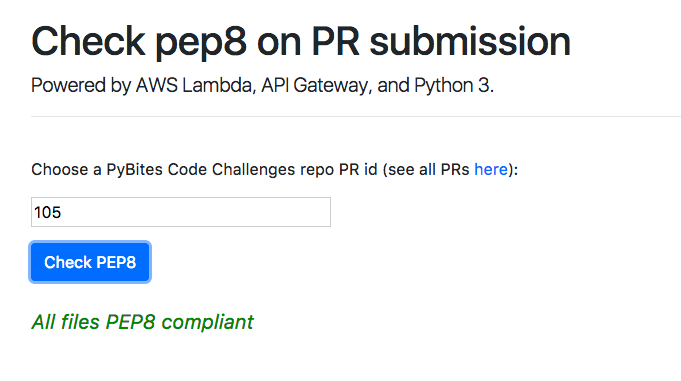 Check pep8 on PR submission
Powered by AWS Lambda, API Gateway, and Python 3.
Choose a PyBites Code Challenges repo PR id (see all PRs here):
105
Check PEP8
All files PEP8 compliant